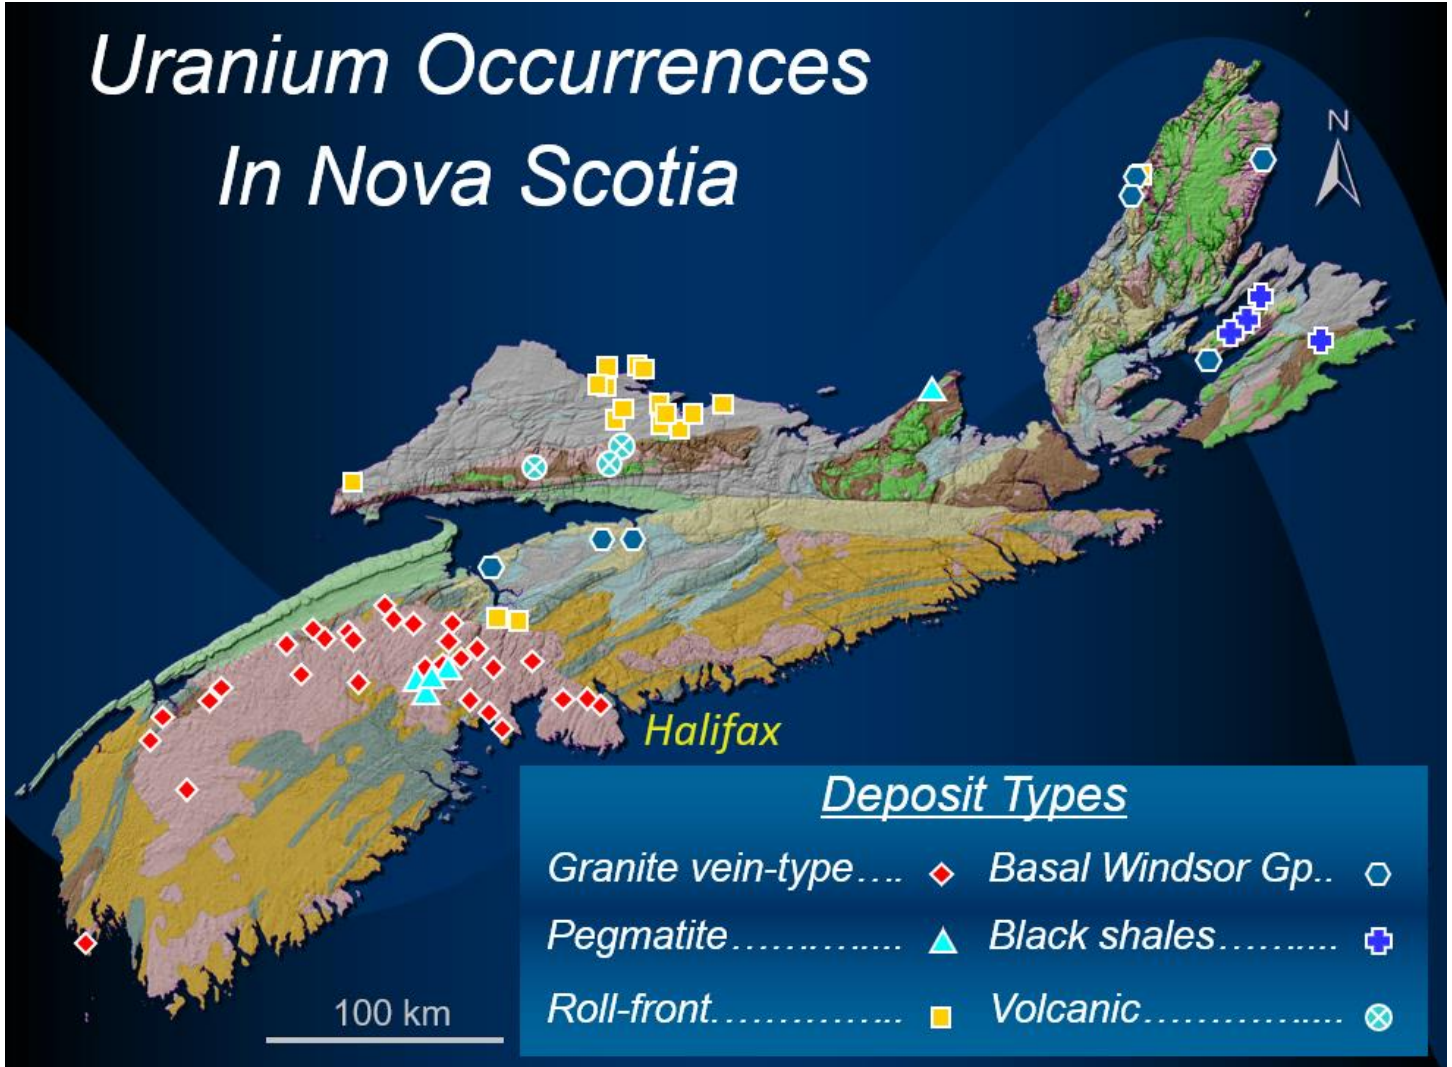 Uranium Occurrences
In Nova Scotia
N
Halifax
Deposit Types
Granite vein-type.... Basal Windsor Gp..
Pegmatite................ Black shales..........
Roll-front.................. Volcanic..................
100 km